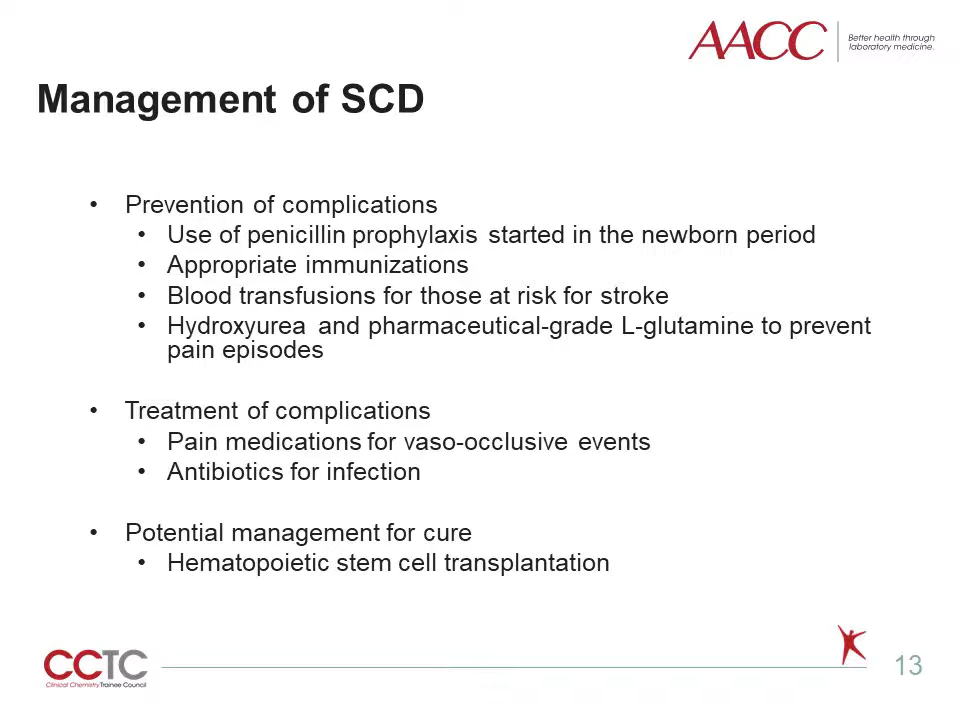 AACC
Better health through
laboratory medicine.
Management of SCD
• Prevention of complications
• Use of penicillin prophylaxis started in the newborn period
• Appropriate immunizations
• Blood transfusions for those at risk for stroke
• Hydroxyurea and pharmaceutical-grade L-glutamine to prevent
pain episodes
• Treatment of complications
• Pain medications for vaso-occlusive events
• Antibiotics for infection
• Potential management for cure
• Hematopoietic stem cell transplantation
CCTC
Clinical Chemistry Trainee Council
13